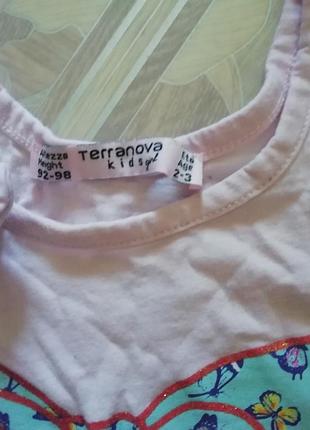 Altezza
Height
92-98
Terranova
kids girl
Età
Age
2-3